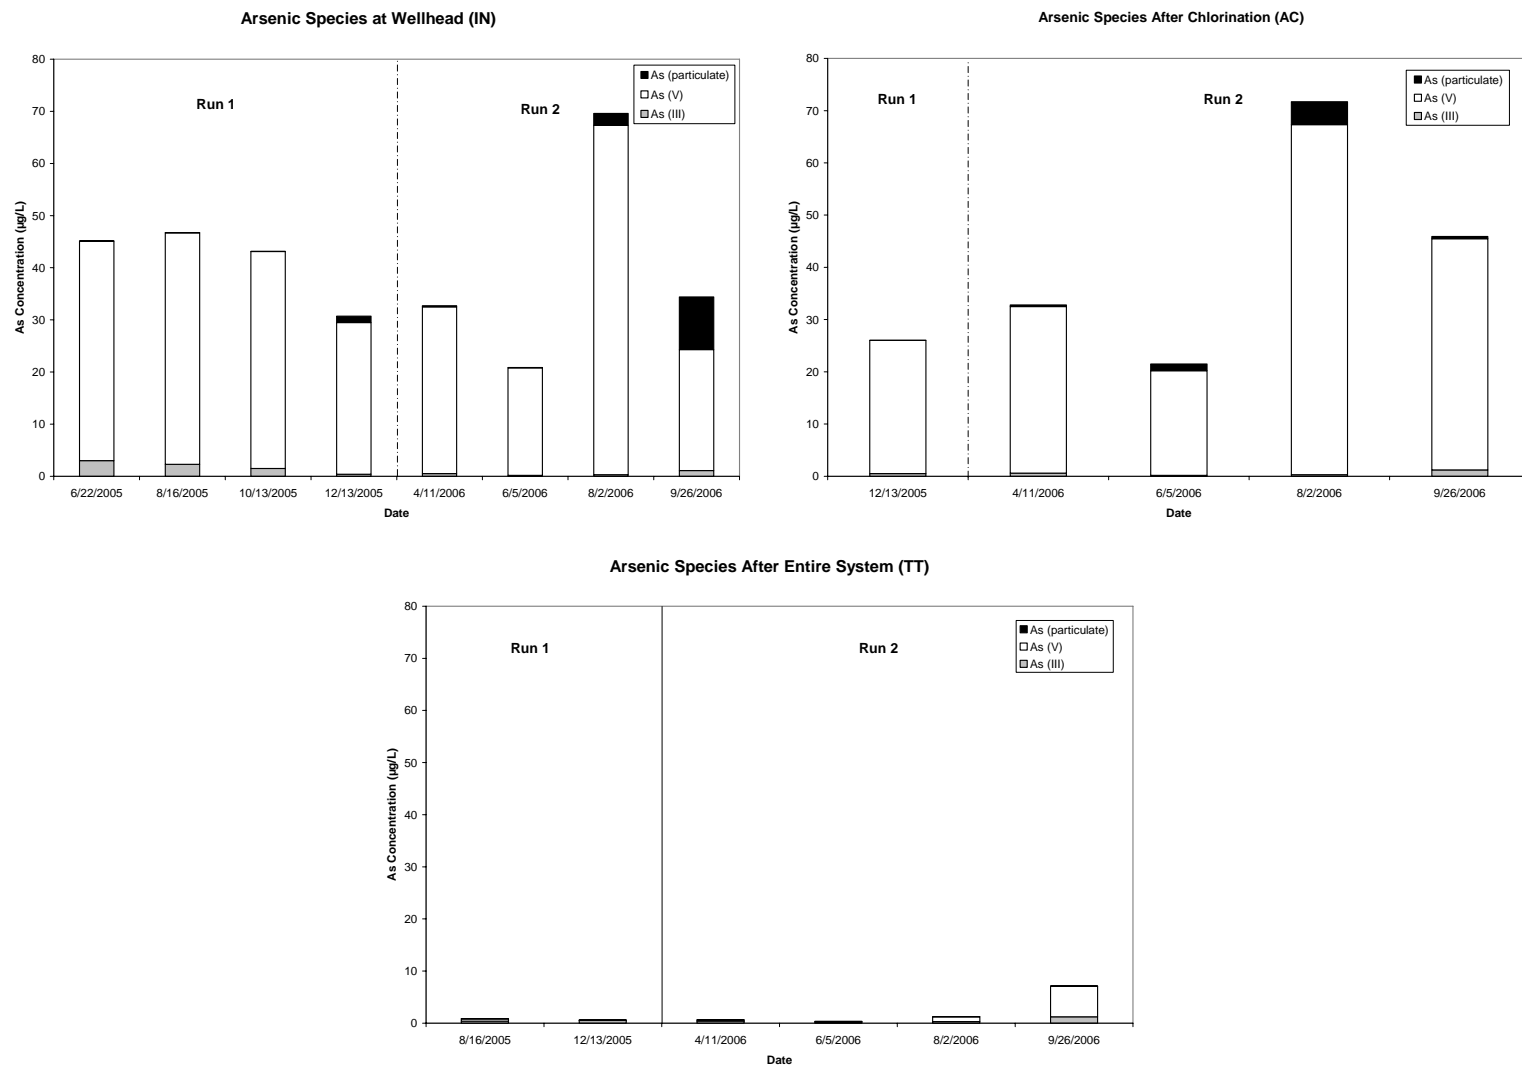 Arsenic Species at Wellhead (IN)
80
70
60
50
40
30
20
10
0
As Concentration (µg/L)
Run 1
Run 2
As (particulate)
As (V)
As (III)
6/22/2005 8/16/2005 10/13/2005 12/13/2005 4/11/2006 6/5/2006 8/2/2006 9/26/2006
Date
Arsenic Species After Chlorination (AC)
80
70
60
50
40
30
20
10
0
As Concentration (µg/L)
Run 1
Run 2
As (particulate)
As (V)
As (III)
12/13/2005 4/11/2006 6/5/2006 8/2/2006 9/26/2006
Date
Arsenic Species After Entire System (TT)
80
70
60
50
40
30
20
10
0
As Concentration (µg/L)
Run 1
Run 2
As (particulate)
As (V)
As (III)
8/16/2005 12/13/2005 4/11/2006 6/5/2006 8/2/2006 9/26/2006
Date